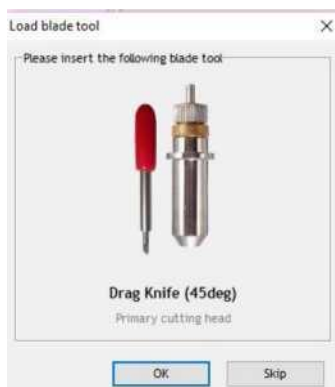 Load blade tool
Please insert the following blade tool
Drag Knife (45deg)
Primary cutting head
OK
Skip